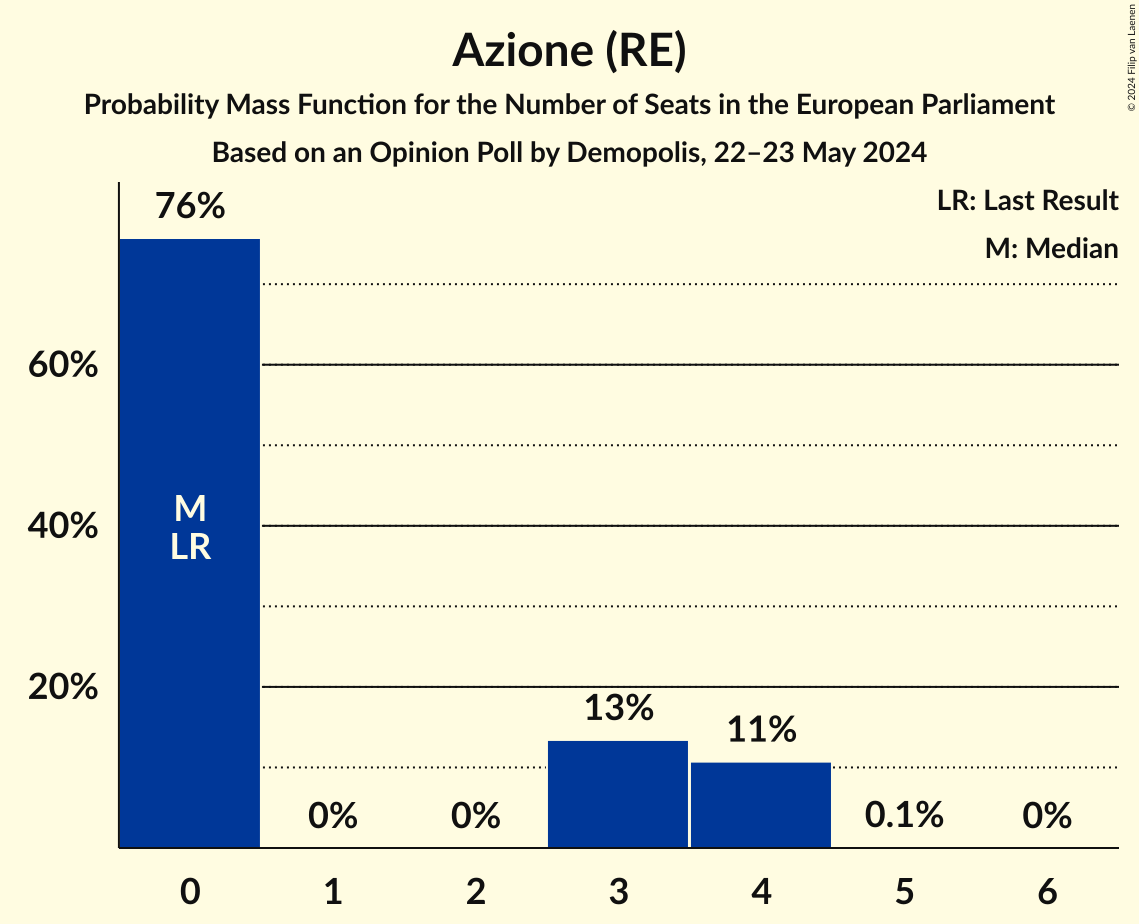 Azione (RE)
Probability Mass Function for the Number of Seats in the European Parliament
Based on an Opinion Poll by Demopolis, 22–23 May 2024
© 2024 Filip van Laenen
LR: Last Result
M: Median
76%
60%
40%
20%
M
LR
0%
0%
13%
11%
0.1%
0%
0
1
2
3
4
5
6